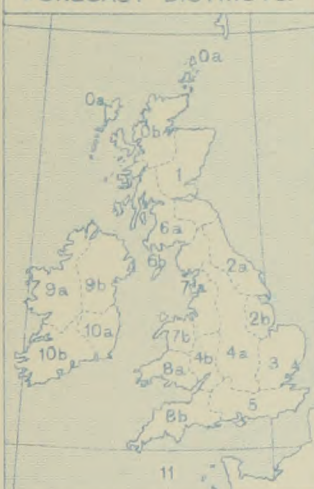 FORECAST DISTRICTS.
0a
0a
0b
1
6a
6b
2a
7a
9a
9b
2b
10a
7b
4a
10b
4b
3
8a
5
8b
11